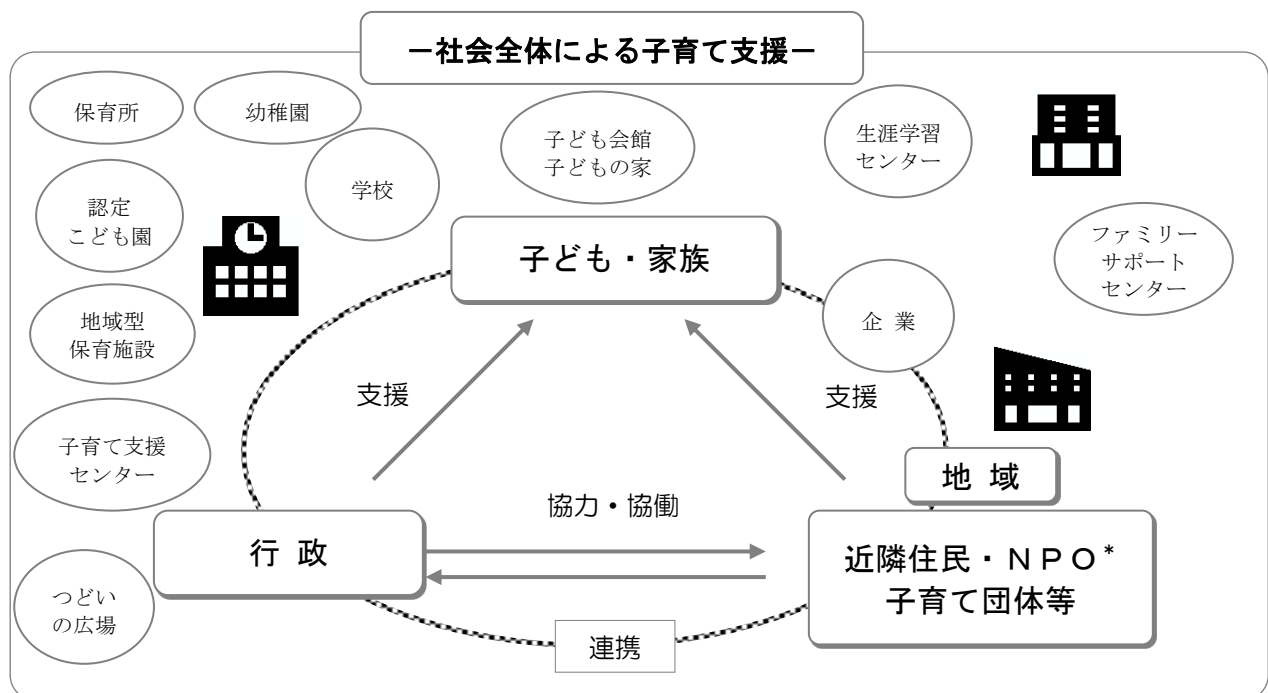 －社会全体による子育て支援－
保育所
幼稚園
学校
子ども会館
子どもの家
生涯学習
センター
認定
こども園
ファミリー
サポート
センター
子ども・家族
企 業
地域型
保育施設
支援
支援
子育て支援
センター
地 域
協力・協働
行 政
近隣住民・ＮＰＯ*
子育て団体等
つどい
の広場
連携